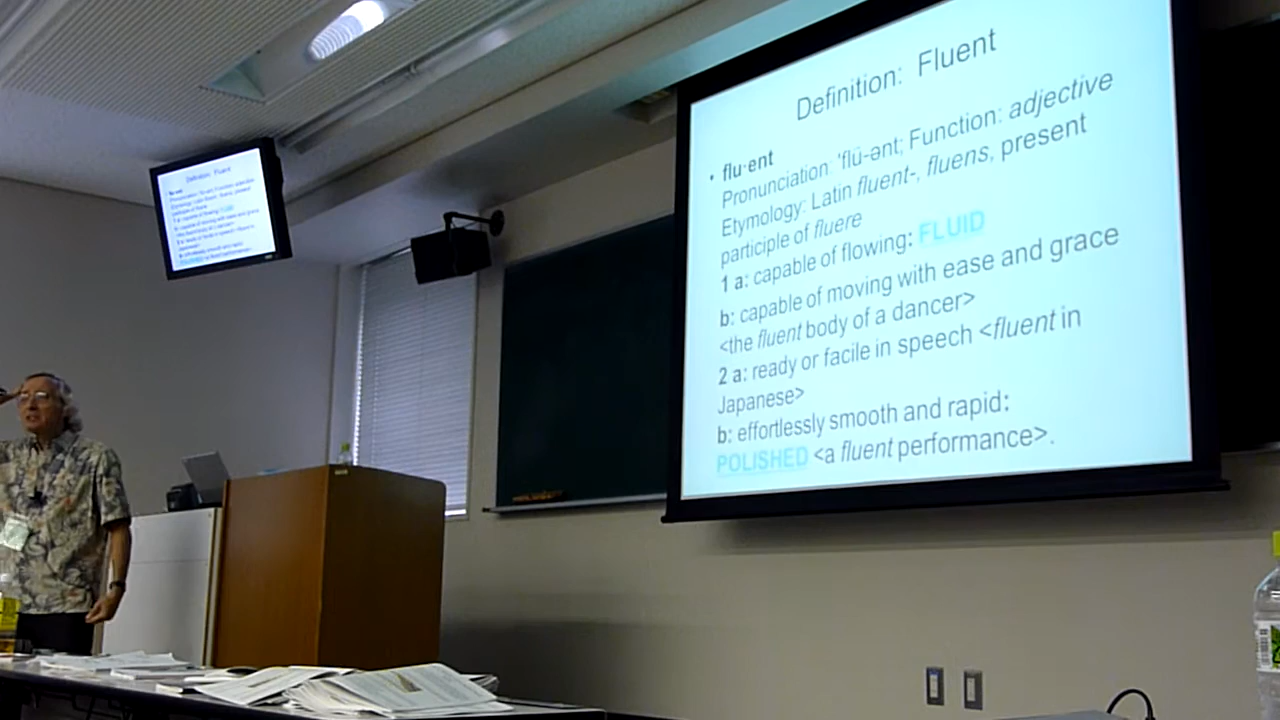 Definition: Fluent
• flu·ent
Pronunciation: 'flü-ənt; Function: adjective
Etymology: Latin fluent-, fluens, present
participle of fluere
1 a: capable of flowing: FLUID
b: capable of moving with ease and grace
<the fluent body of a dancer>
2 a: ready or facile in speech <fluent in
Japanese>
b: effortlessly smooth and rapid:
POLISHED <a fluent performance>.